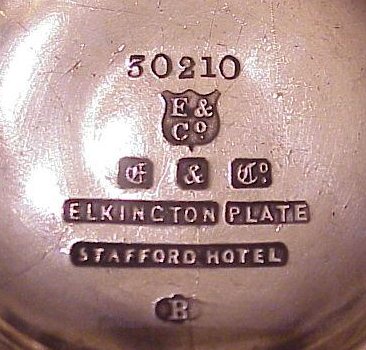 30210
E &
Co
E & Co
ELKINGTON PLATE
STAFFORD HOTEL
R